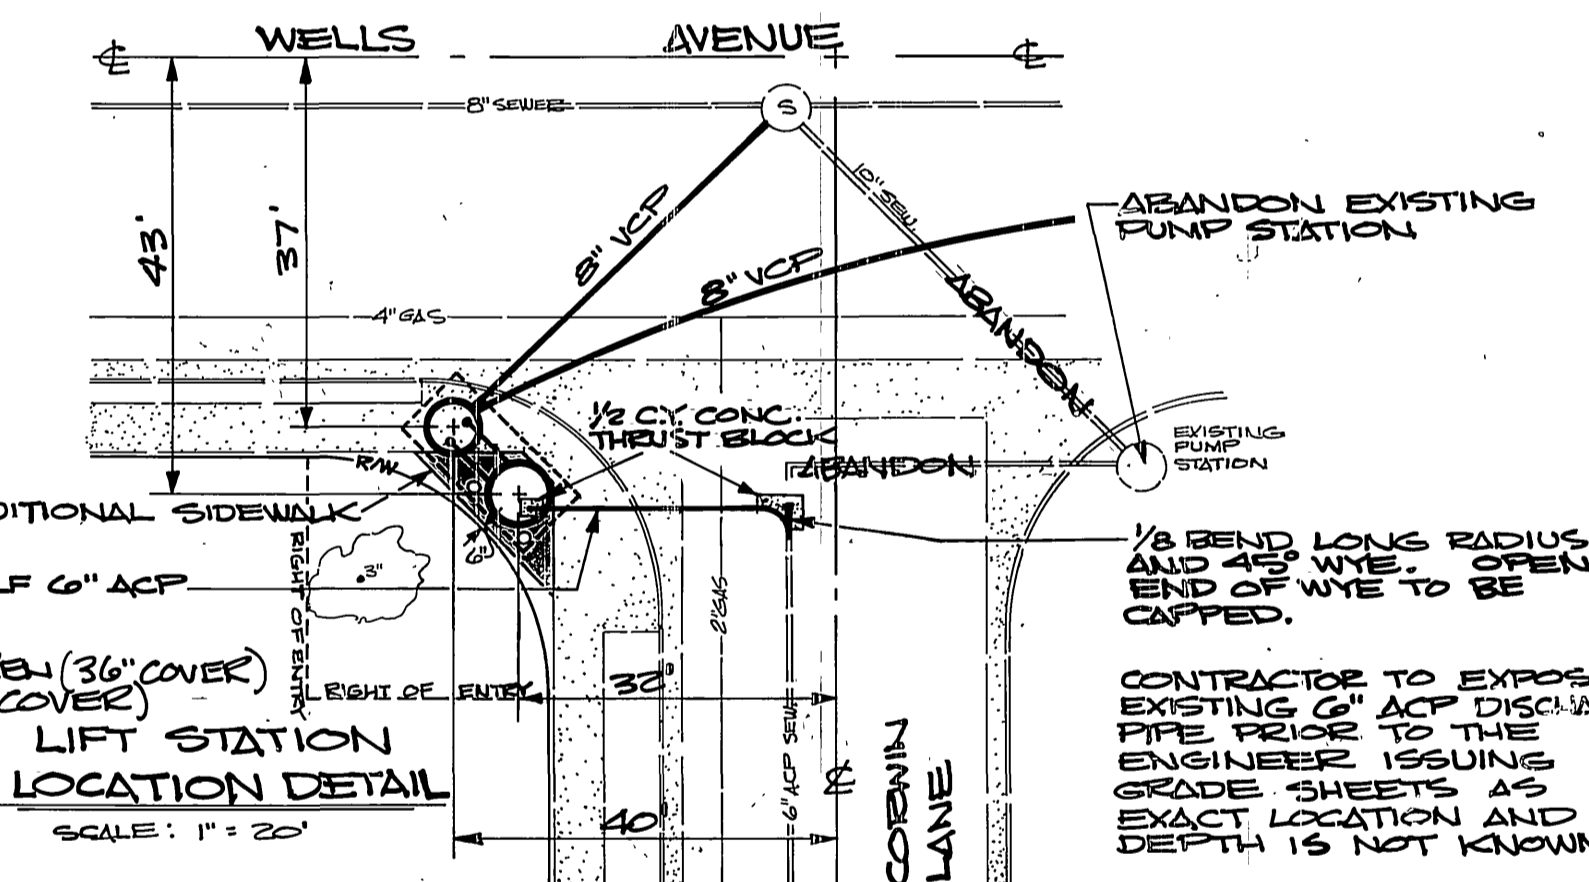 WELLS AVENUE
℄ ℄
8" SEWER
S
10" SEW.
43'
37'
8" VCP
8" VCP
ABANDON EXISTING
PUMP STATION
ABANDON
4" GAS
1/2 C.Y. CONC.
THRUST BLOCK
ABANDON
EXISTING
PUMP
STATION
R/W
DITIONAL SIDEWALK
6"
3"
LF 6" ACP
RIGHT OF ENTRY
2" GAS
1/8 BEND LONG RADIUS
AND 45° WYE. OPEN
END OF WYE TO BE
CAPPED.
EN (36" COVER)
COVER)
RIGHT OF ENTRY
32'
LIFT STATION
LOCATION DETAIL
SCALE: 1" = 20'
40'
6" ACP SEW.
℄
CORWIN
LANE
CONTRACTOR TO EXPOS
EXISTING 6" ACP DISCHA
PIPE PRIOR TO THE
ENGINEER ISSUING
GRADE SHEETS AS
EXACT LOCATION AND
DEPTH IS NOT KNOWN